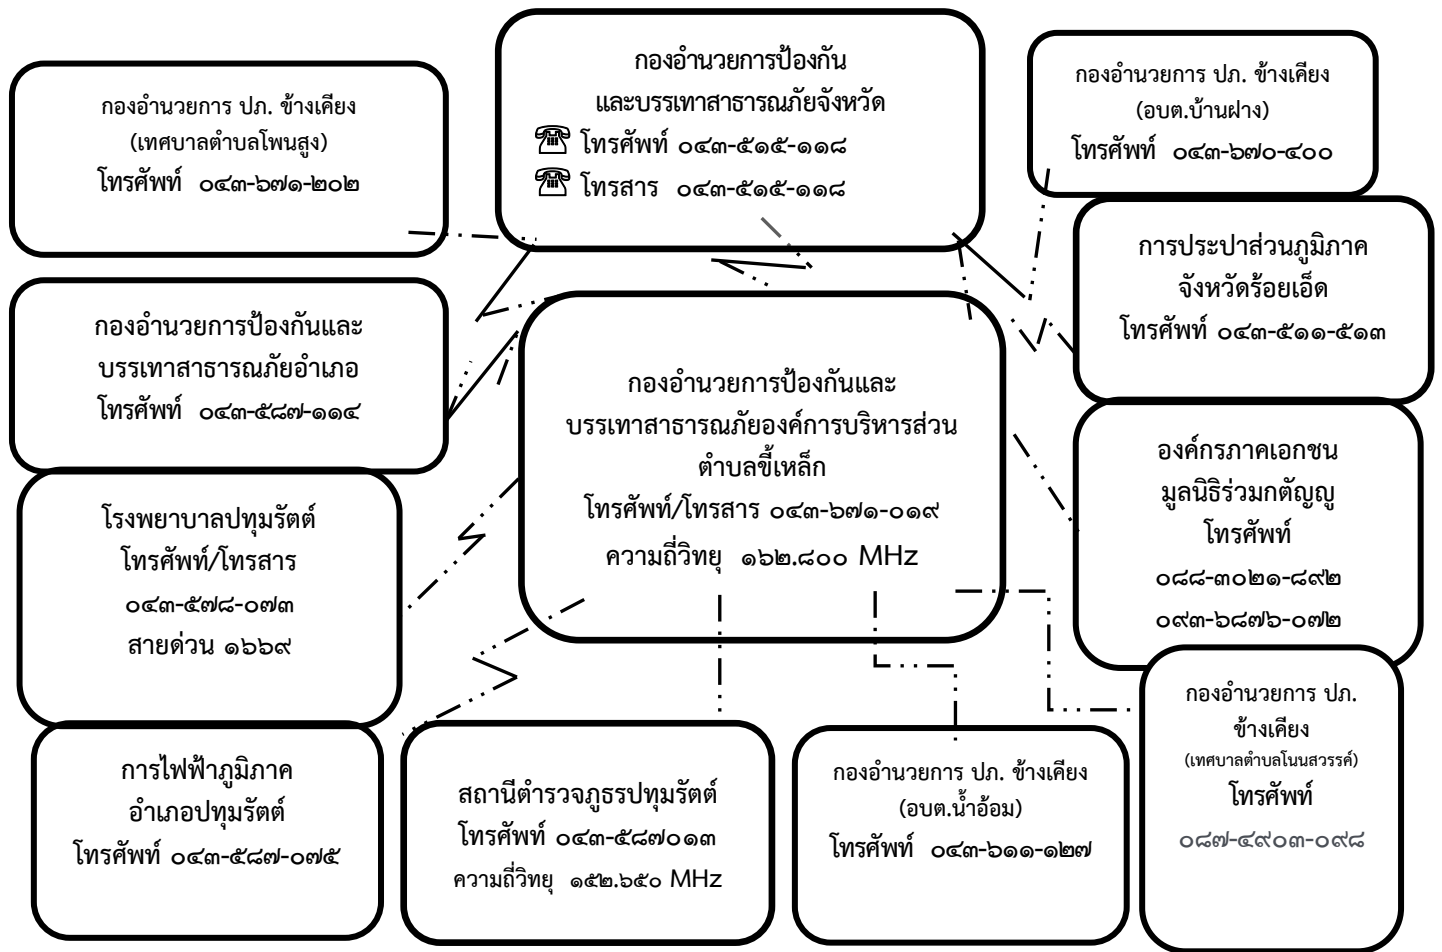 กองอำนวยการป้องกัน
และบรรเทาสาธารณภัยจังหวัด
☎ โทรศัพท์ ๐๔๓-๕๑๕-๑๑๘
☎ โทรสาร ๐๔๓-๕๑๕-๑๑๘
กองอำนวยการ ปภ. ข้างเคียง
(เทศบาลตำบลโพนสูง)
โทรศัพท์ ๐๔๓-๖๗๑-๒๐๒
กองอำนวยการ ปภ. ข้างเคียง
(อบต.บ้านฝาง)
โทรศัพท์ ๐๔๓-๖๗๐-๔๐๐
กองอำนวยการป้องกันและ
บรรเทาสาธารณภัยอำเภอ
โทรศัพท์ ๐๔๓-๕๘๗-๑๑๔
การประปาส่วนภูมิภาค
จังหวัดร้อยเอ็ด
โทรศัพท์ ๐๔๓-๕๑๑-๕๑๓
กองอำนวยการป้องกันและ
บรรเทาสาธารณภัยองค์การบริหารส่วน
ตำบลขี้เหล็ก
โทรศัพท์/โทรสาร ๐๔๓-๖๗๑-๐๑๙
ความถี่วิทยุ ๑๖๒.๘๐๐ MHz
โรงพยาบาลปทุมรัตต์
โทรศัพท์/โทรสาร
๐๔๓-๕๗๘-๐๗๓
สายด่วน ๑๖๖๙
องค์กรภาคเอกชน
มูลนิธิร่วมกตัญญู
โทรศัพท์
๐๘๘-๓๐๒๑-๘๙๒
๐๙๓-๖๘๗๖-๐๗๒
การไฟฟ้าภูมิภาค
อำเภอปทุมรัตต์
โทรศัพท์ ๐๔๓-๕๘๗-๐๗๕
สถานีตำรวจภูธรปทุมรัตต์
โทรศัพท์ ๐๔๓-๕๘๗๐๑๓
ความถี่วิทยุ ๑๕๒.๖๕๐ MHz
กองอำนวยการ ปภ. ข้างเคียง
(อบต.น้ำอ้อม)
โทรศัพท์ ๐๔๓-๖๑๑-๑๒๗
กองอำนวยการ ปภ.
ข้างเคียง
(เทศบาลตำบลโนนสวรรค์)
โทรศัพท์
๐๘๗-๔๙๐๓-๐๙๘